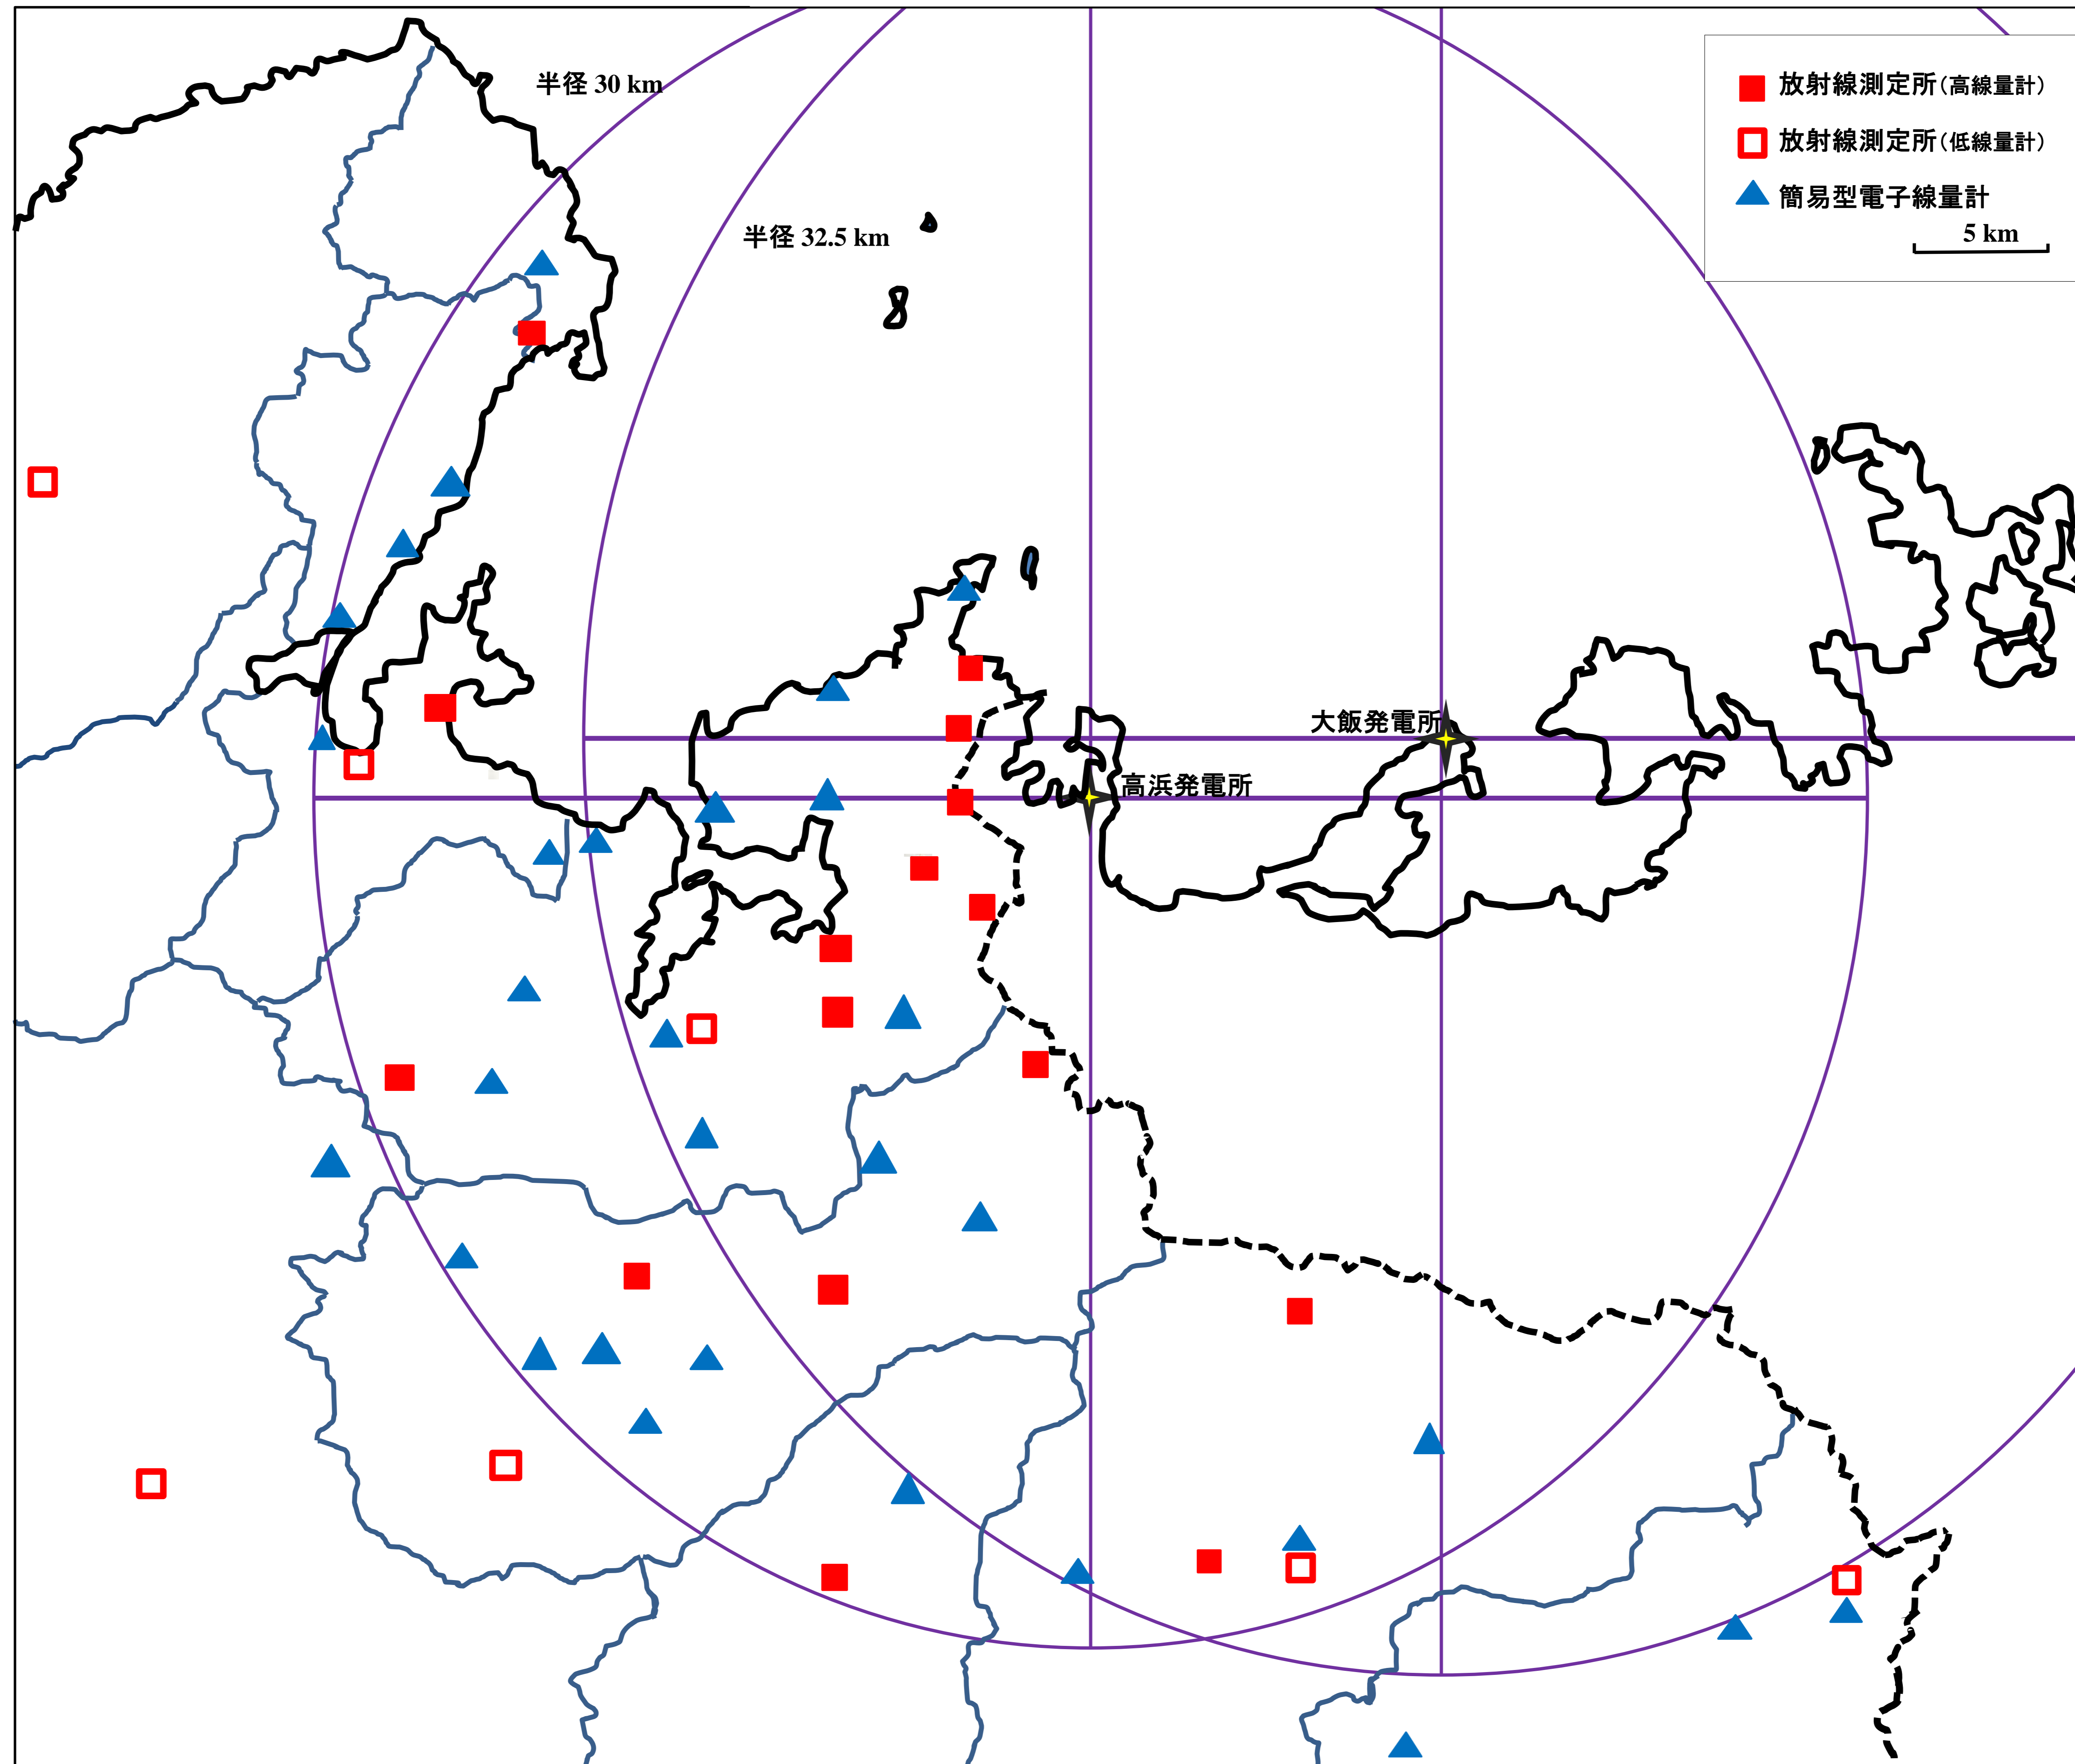 半径 30 km
放射線測定所（高線量計）
放射線測定所（低線量計）
簡易型電子線量計
5 km
半径 32.5 km
大飯発電所
高浜発電所